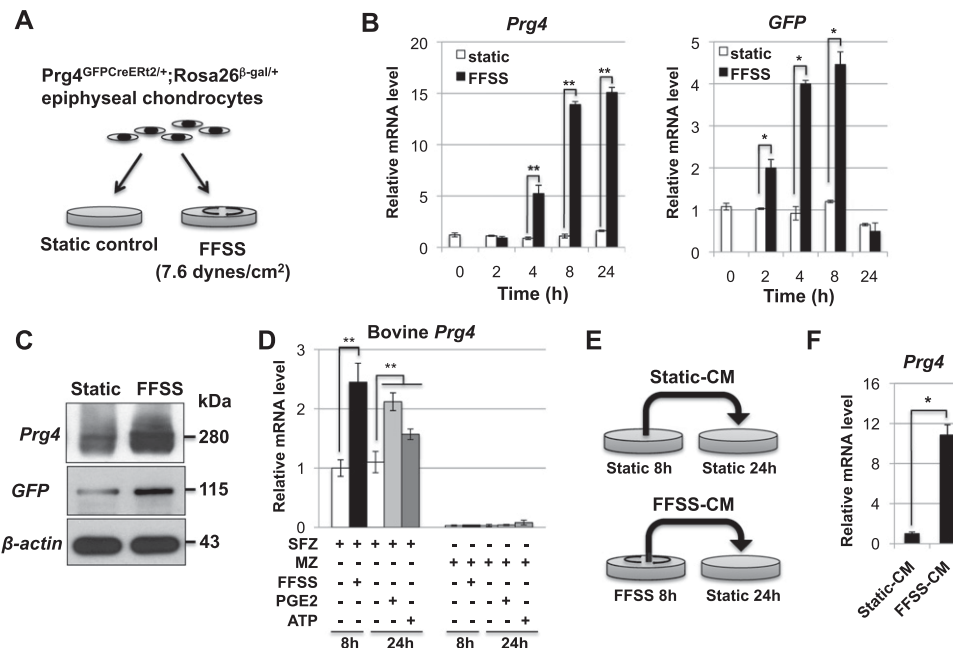 A
Prg4GFPCreERt2/+;Rosa26β-gal/+
epiphyseal chondrocytes
Static control
FFSS
(7.6 dynes/cm2)
B
Prg4
Relative mRNA level
20
15
10
5
0
static
FFSS
** ** **
0 2 4 8 24
Time (h)
GFP
Relative mRNA level
5
4
3
2
1
0
static
FFSS
* * *
0 2 4 8 24
Time (h)
C
Static FFSS
kDa
Prg4 280
GFP 115
β-actin 43
D
Bovine Prg4
Relative mRNA level
3
2
1
0
** **
SFZ + + + + + - - - - -
MZ - - - - - + + + + +
FFSS - + - - - - + - - -
PGE2 - - - + - - - - + -
ATP - - - - + - - - - +
8h 24h 8h 24h
E
Static-CM
Static 8h Static 24h
FFSS-CM
FFSS 8h Static 24h
F
Prg4
Relative mRNA level
16
12
8
4
0
*
Static-CM
FFSS-CM